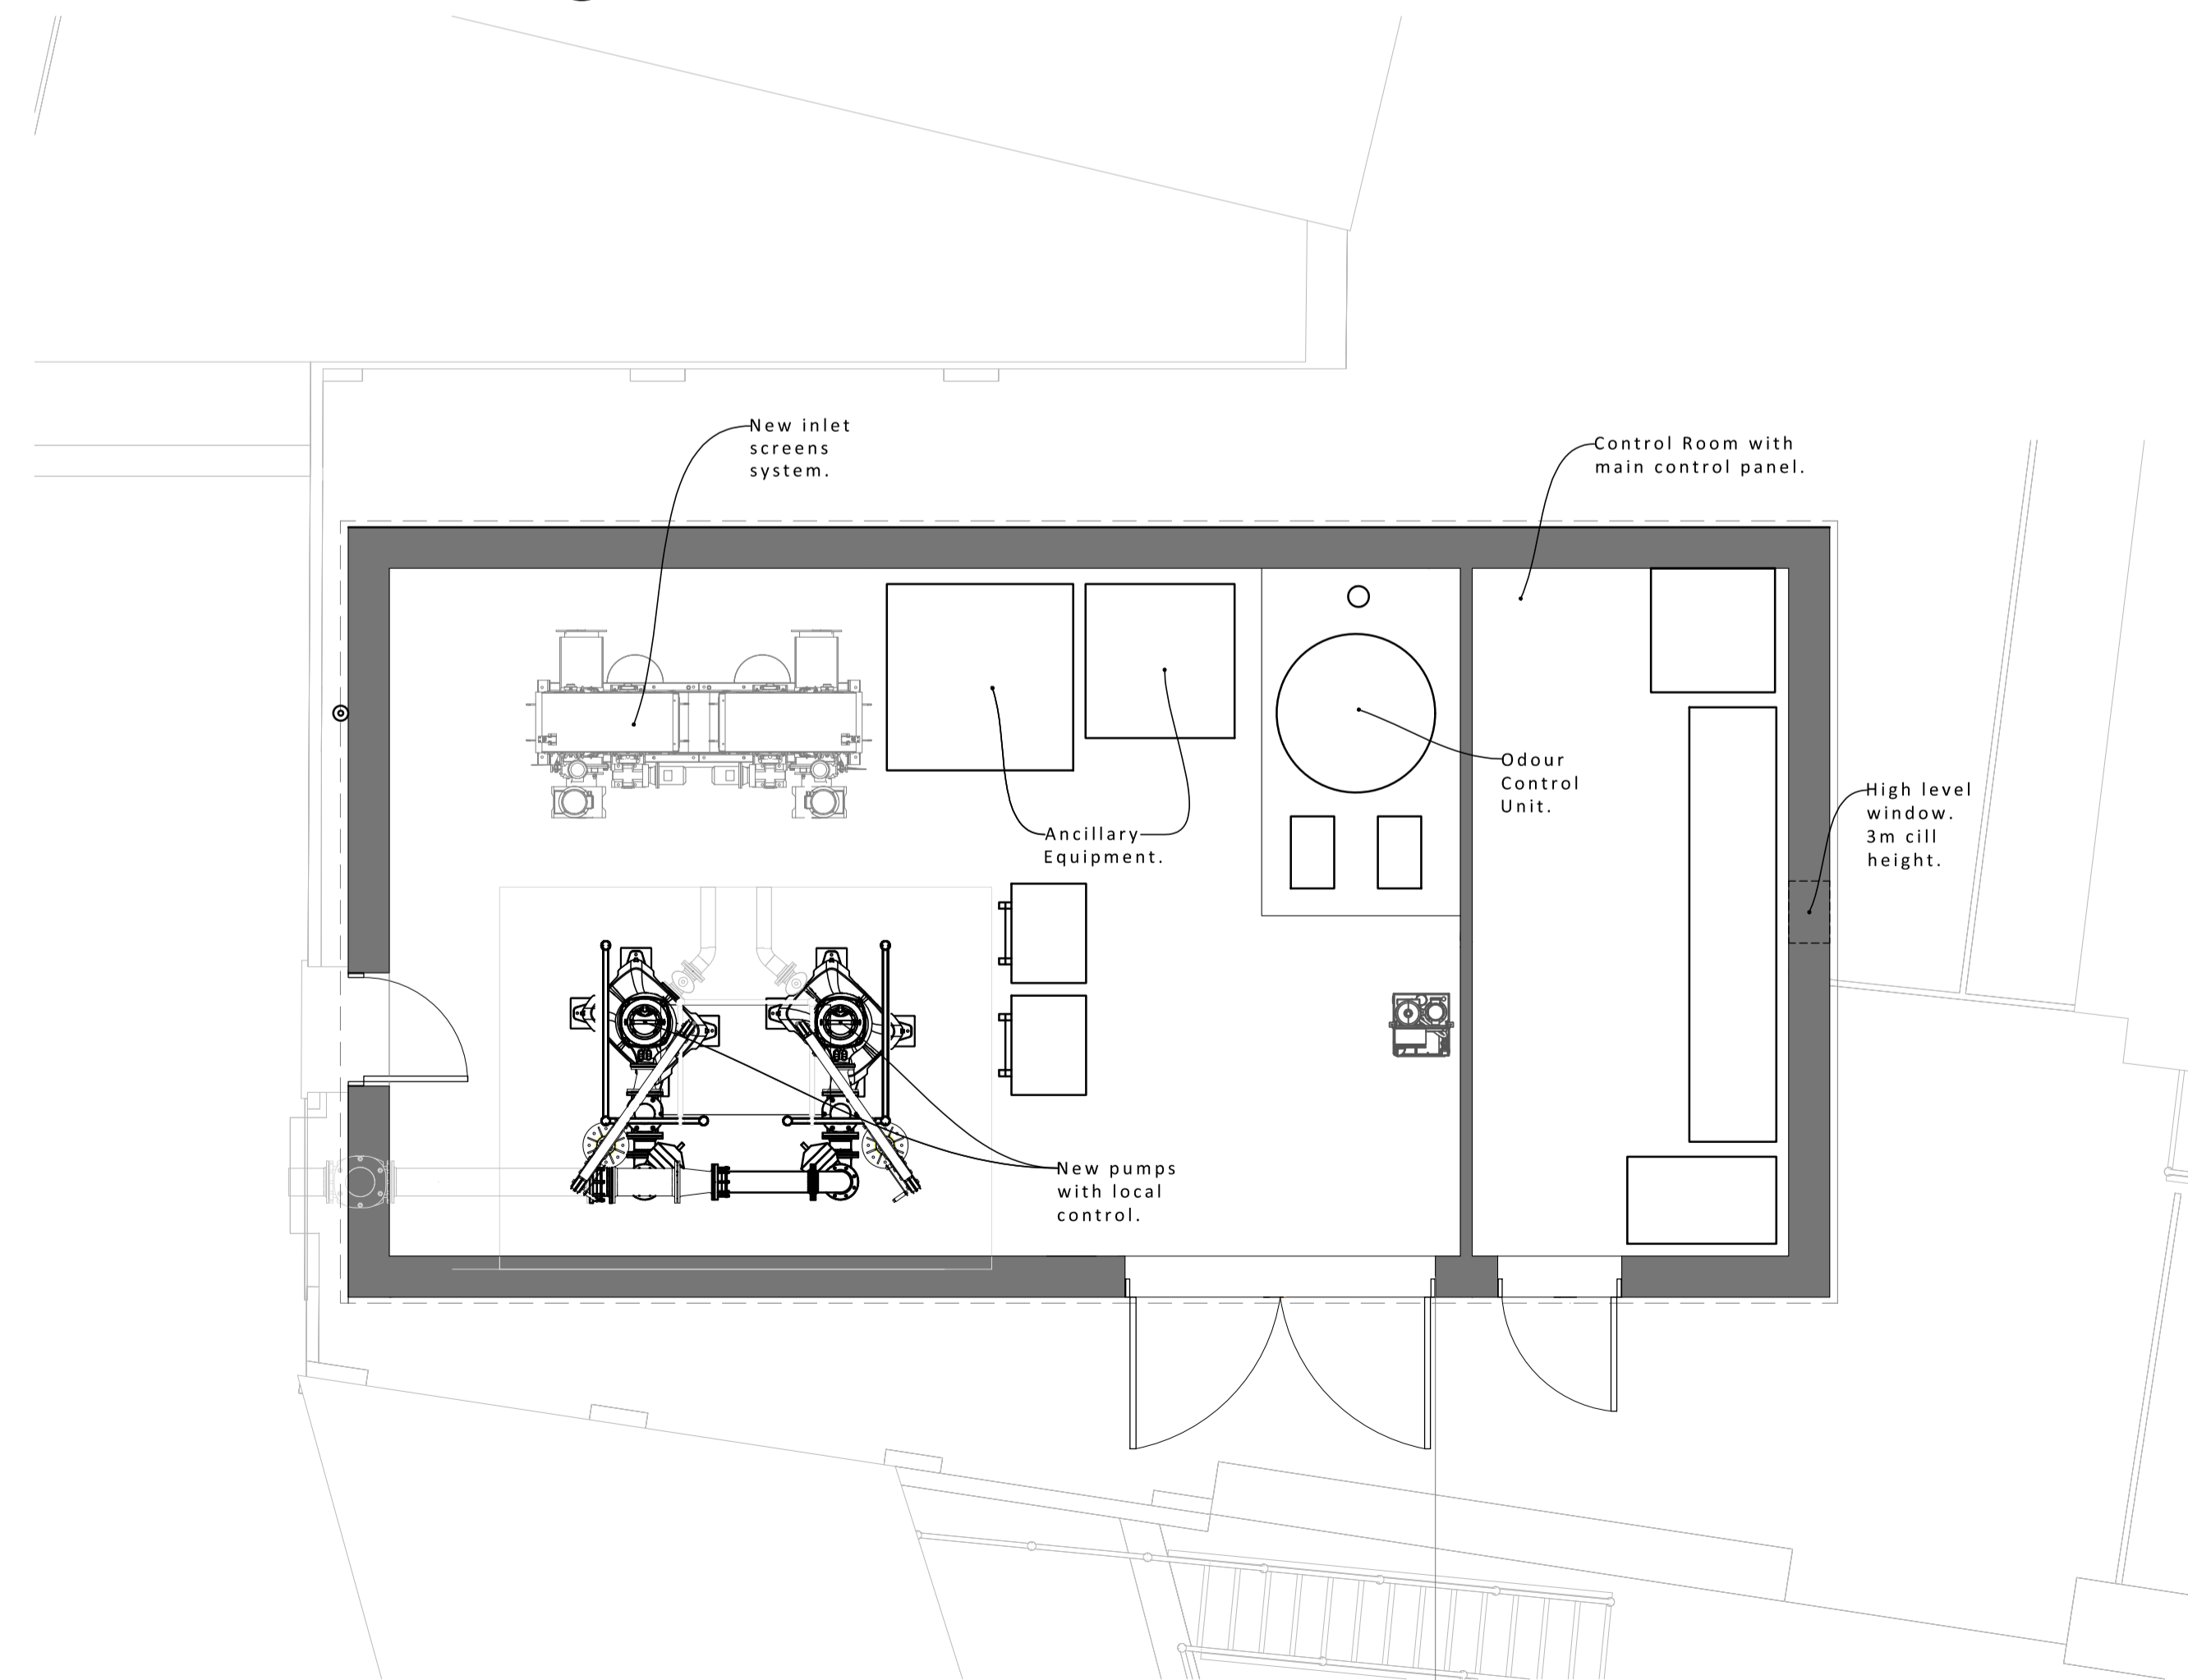 New inlet
screens
system.
Control Room with
main control panel.
Odour
Control
Unit.
High level
window.
3m cill
height.
Ancillary
Equipment.
New pumps
with local
control.